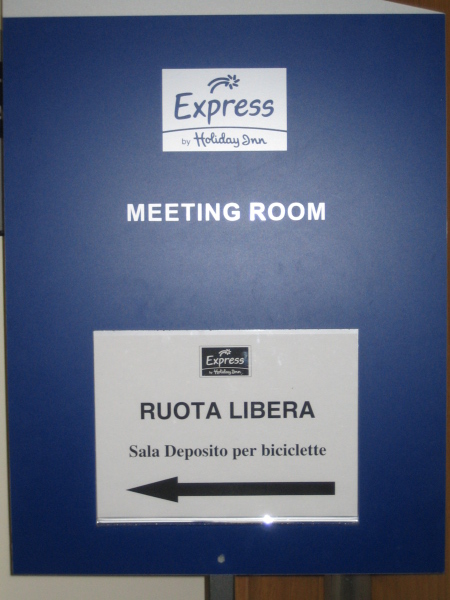 Express
by Holiday Inn
MEETING ROOM
Express
by Holiday Inn
RUOTA LIBERA
Sala Deposito per biciclette